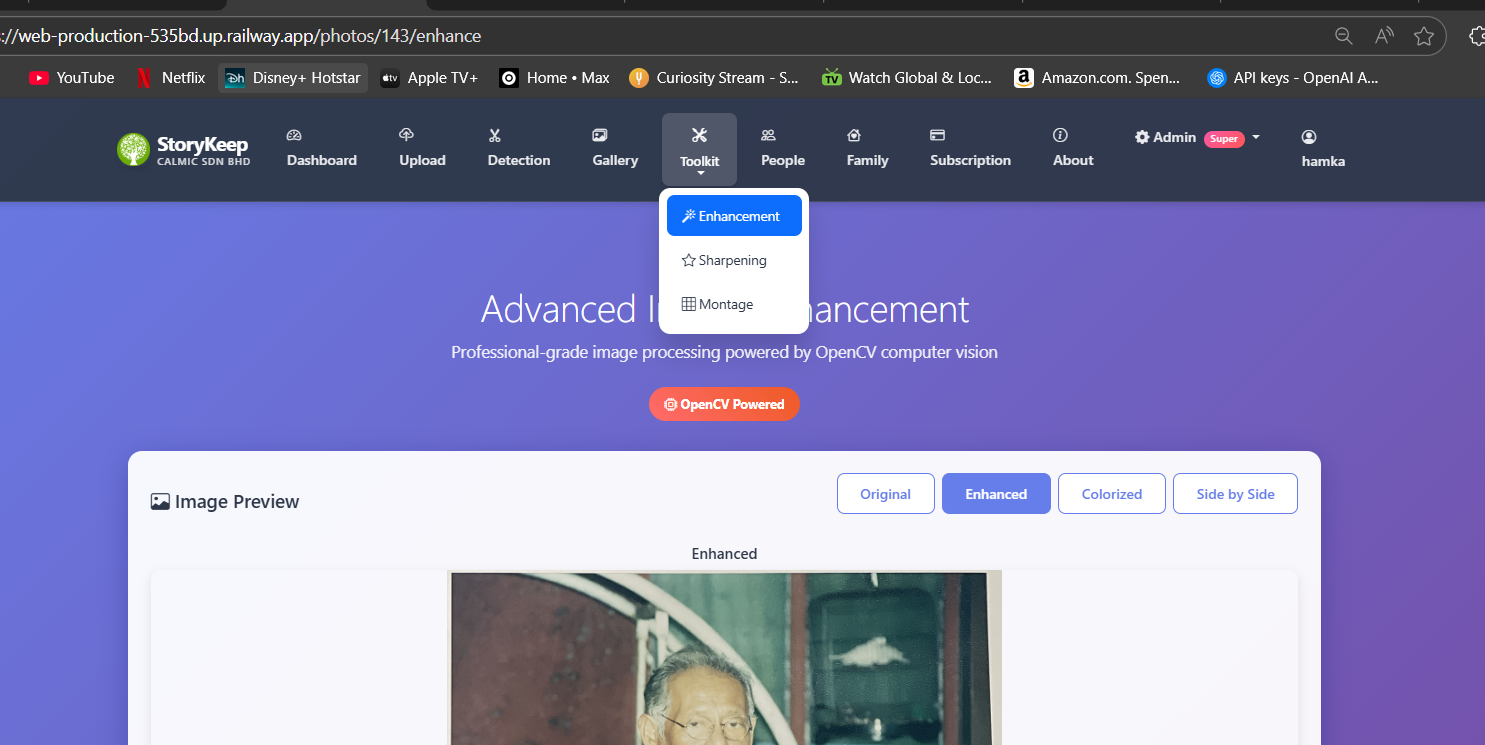 ://web-production-535bd.up.railway.app/photos/143/enhance
YouTube
Netflix
Disney+ Hotstar
Apple TV+
Home • Max
Curiosity Stream - S...
Watch Global & Loc...
Amazon.com. Spen...
API keys - OpenAI A...
StoryKeep
CALMIC SDN BHD
Dashboard
Upload
Detection
Gallery
Toolkit
People
Family
Subscription
About
Admin Super
hamka
Enhancement
Sharpening
Montage
Advanced I hancement
Professional-grade image processing powered by OpenCV computer vision
OpenCV Powered
Image Preview
Original
Enhanced
Colorized
Side by Side
Enhanced